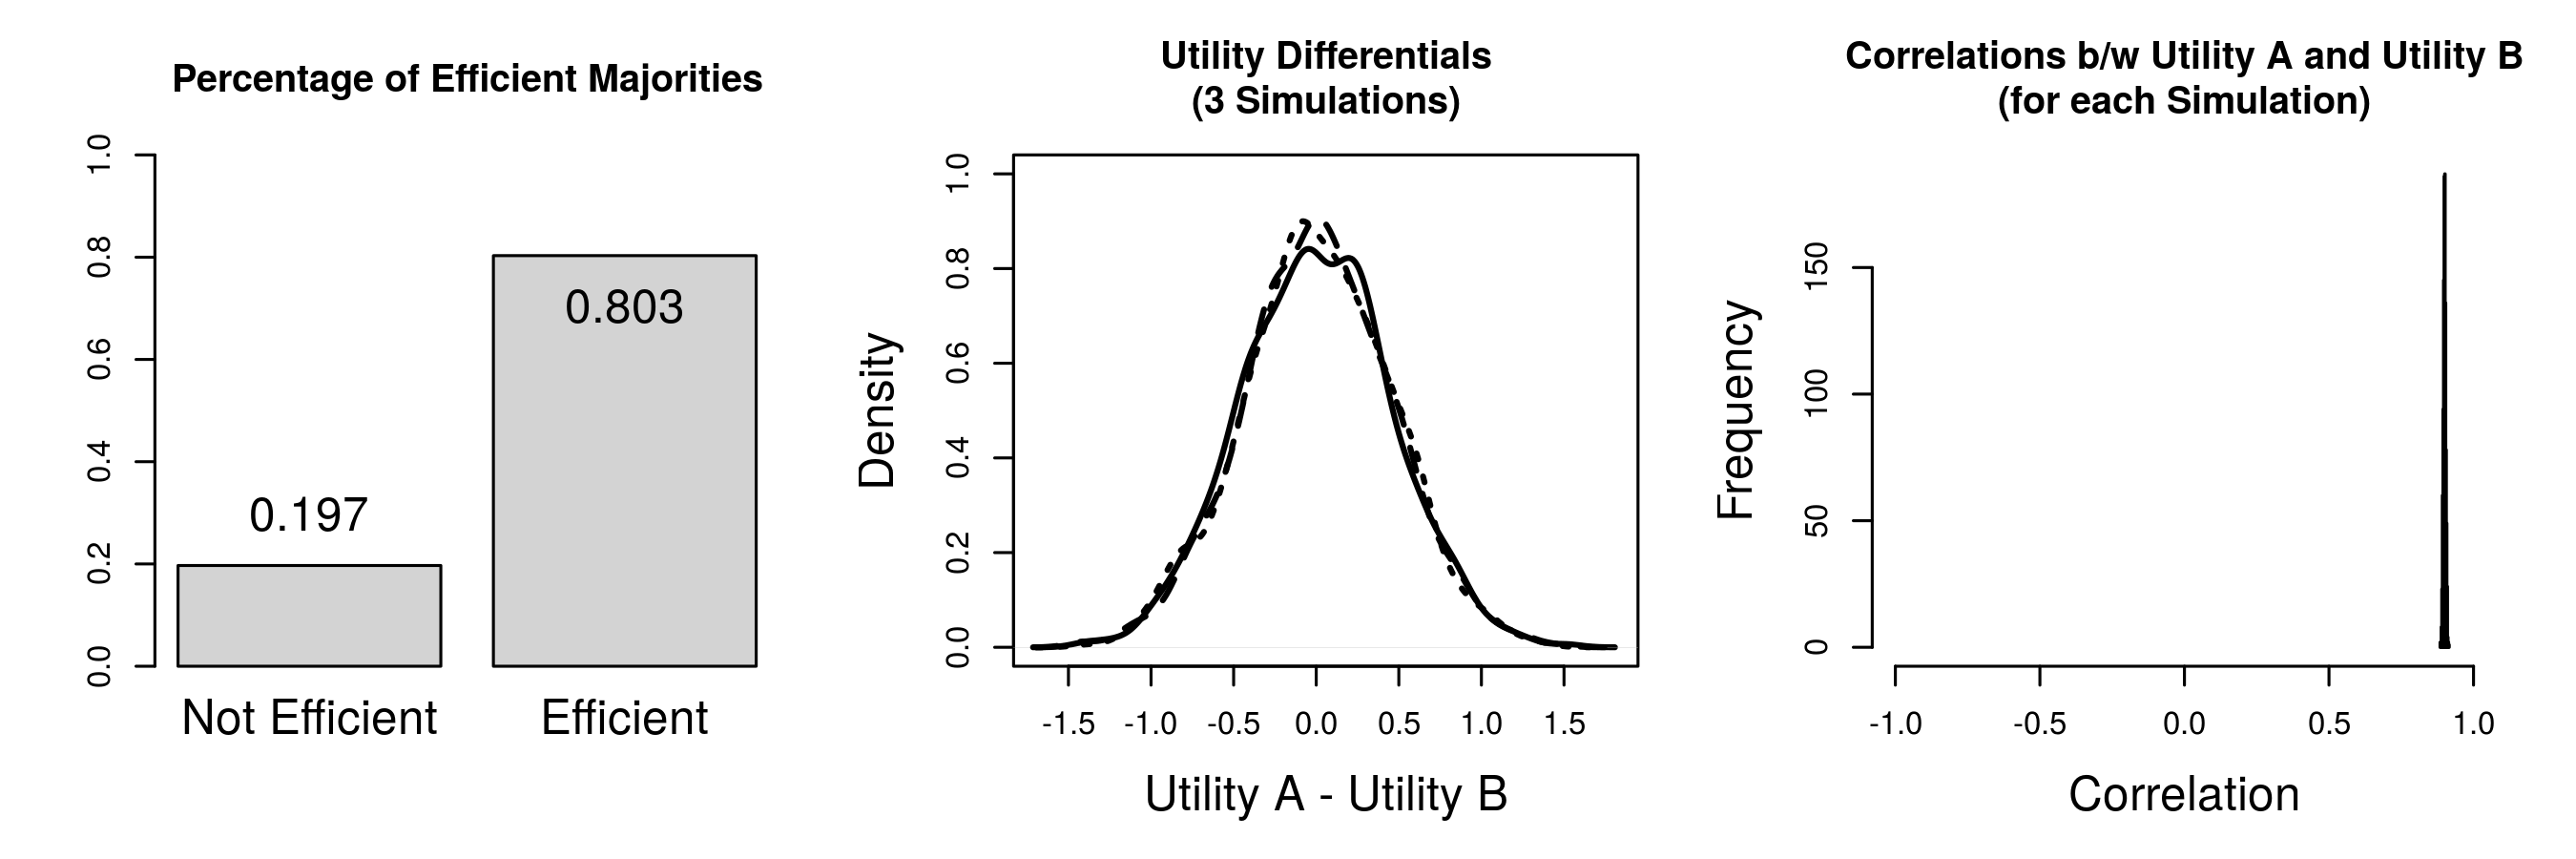 Percentage of Efficient Majorities
1.0
0.8
0.6
0.4
0.2
0.0
0.197
0.803
Not Efficient
Efficient
Utility Differentials
(3 Simulations)
Density
1.0
0.8
0.6
0.4
0.2
0.0
-1.5 -1.0 -0.5 0.0 0.5 1.0 1.5
Utility A - Utility B
Correlations b/w Utility A and Utility B
(for each Simulation)
Frequency
150
100
50
0
-1.0 -0.5 0.0 0.5 1.0
Correlation